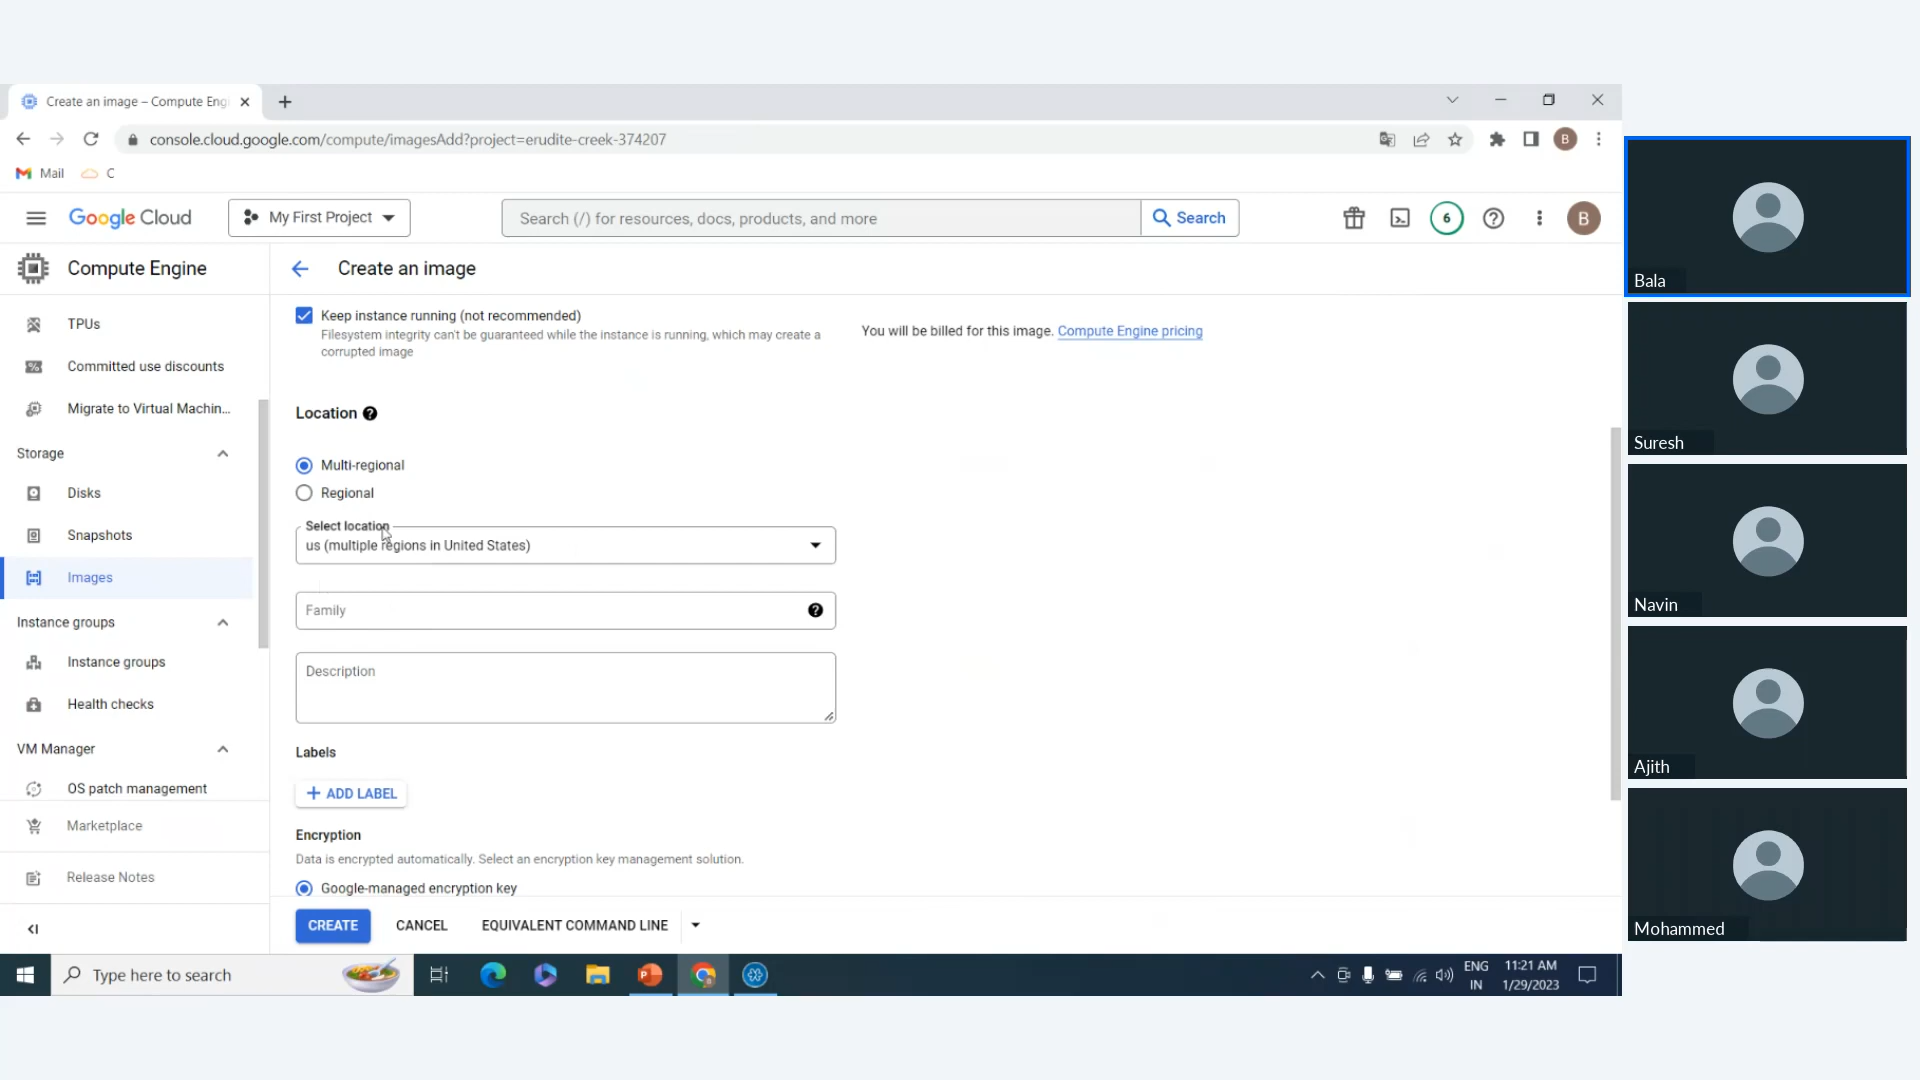 Create an image – Compute Eng
console.cloud.google.com/compute/imagesAdd?project=erudite-creek-374207
B
Mail
C
Google Cloud
My First Project
Search (/) for resources, docs, products, and more
Search
6
B
Compute Engine
Create an image
TPUs
Committed use discounts
Migrate to Virtual Machin...
Storage
Disks
Snapshots
Images
Instance groups
Instance groups
Health checks
VM Manager
OS patch management
Marketplace
Release Notes
Keep instance running (not recommended)
Filesystem integrity can't be guaranteed while the instance is running, which may create a
corrupted image
You will be billed for this image. Compute Engine pricing
Location
Multi-regional
Regional
Select location
us (multiple regions in United States)
Family
Description
Labels
ADD LABEL
Encryption
Data is encrypted automatically. Select an encryption key management solution.
Google-managed encryption key
CREATE
CANCEL
EQUIVALENT COMMAND LINE
Type here to search
ENG
IN
11:21 AM
1/29/2023
Bala
Suresh
Navin
Ajith
Mohammed